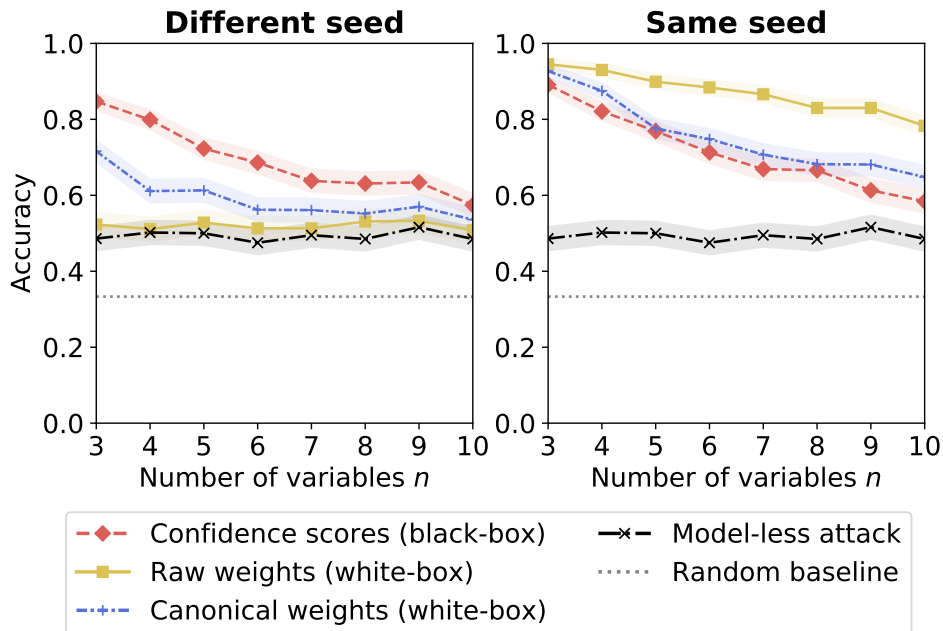 Different seed
Same seed
Accuracy
1.0
0.8
0.6
0.4
0.2
0.0
3 4 5 6 7 8 9 10
Number of variables n
1.0
0.8
0.6
0.4
0.2
0.0
3 4 5 6 7 8 9 10
Number of variables n
Confidence scores (black-box)
Raw weights (white-box)
Canonical weights (white-box)
Model-less attack
Random baseline